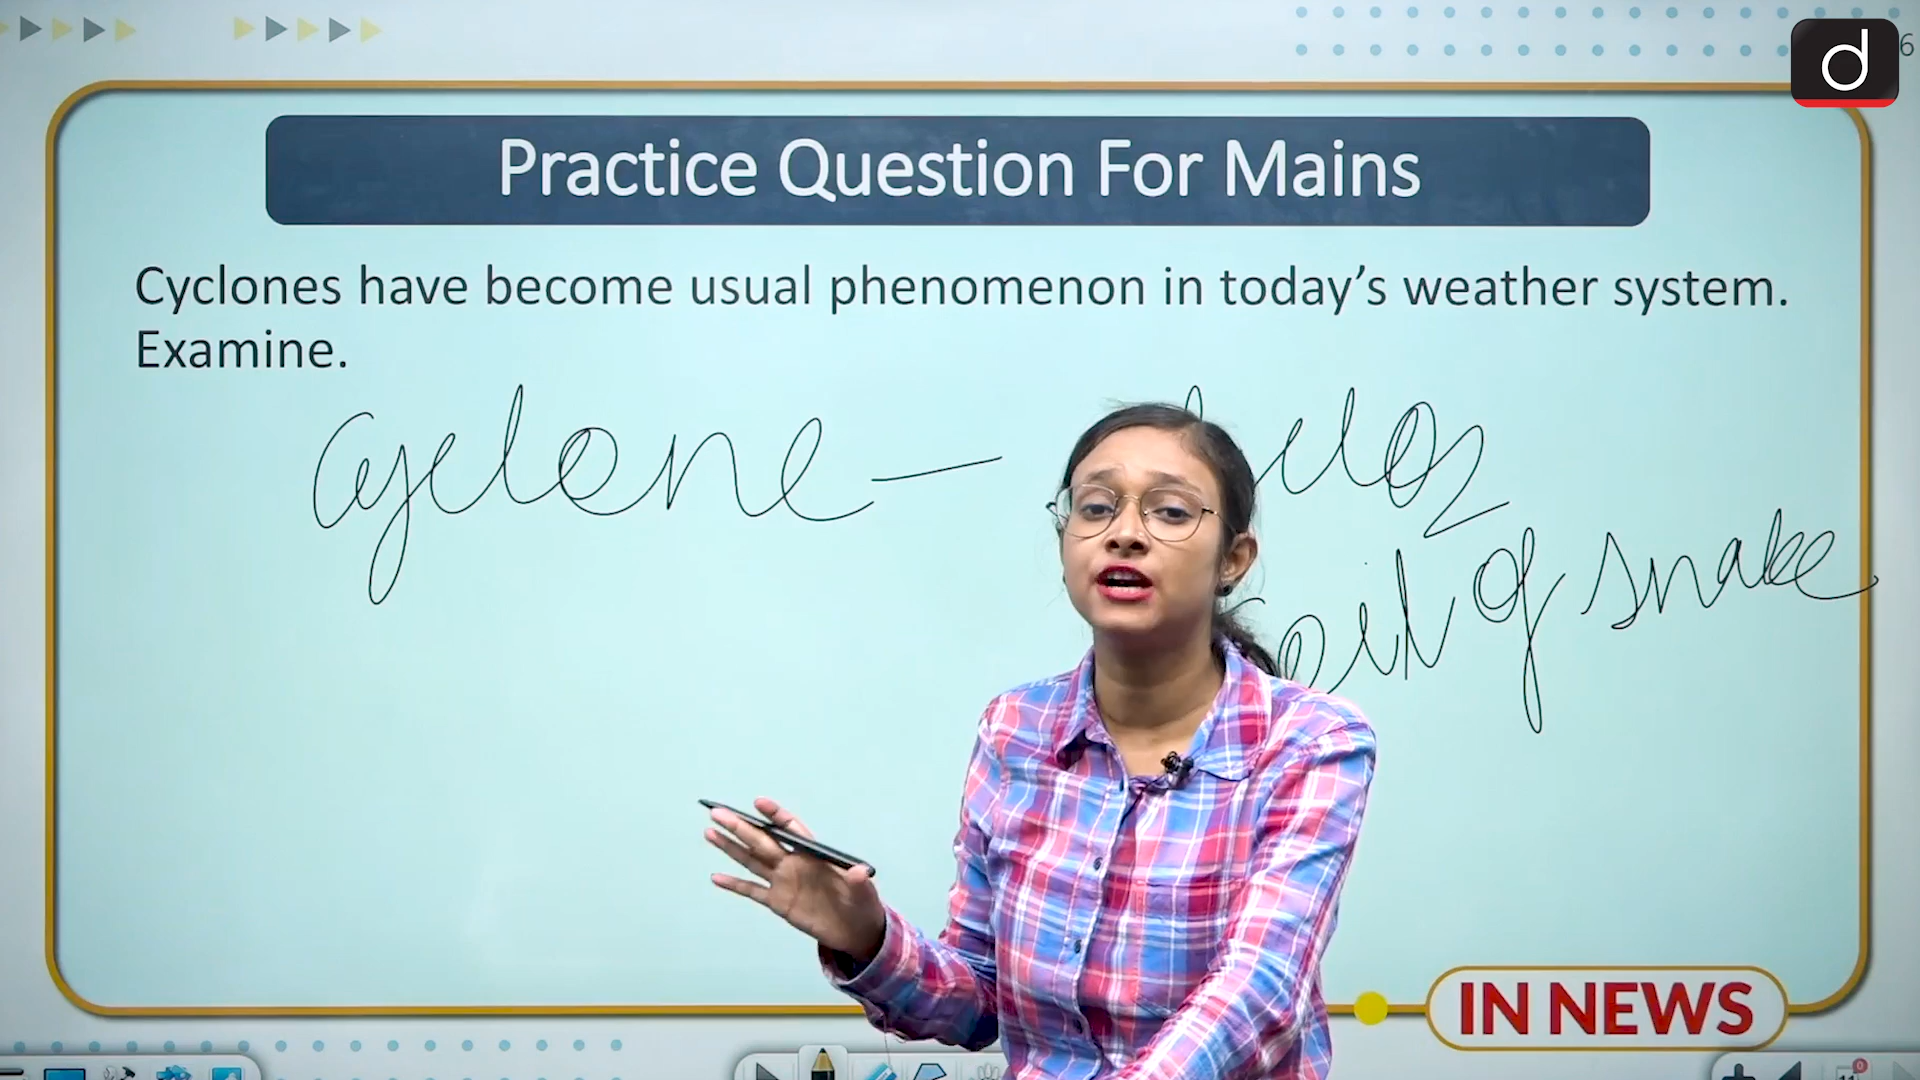 d
6
Practice Question For Mains
Cyclones have become usual phenomenon in today's weather system.
Examine.
Cyclone —
of snake
IN NEWS